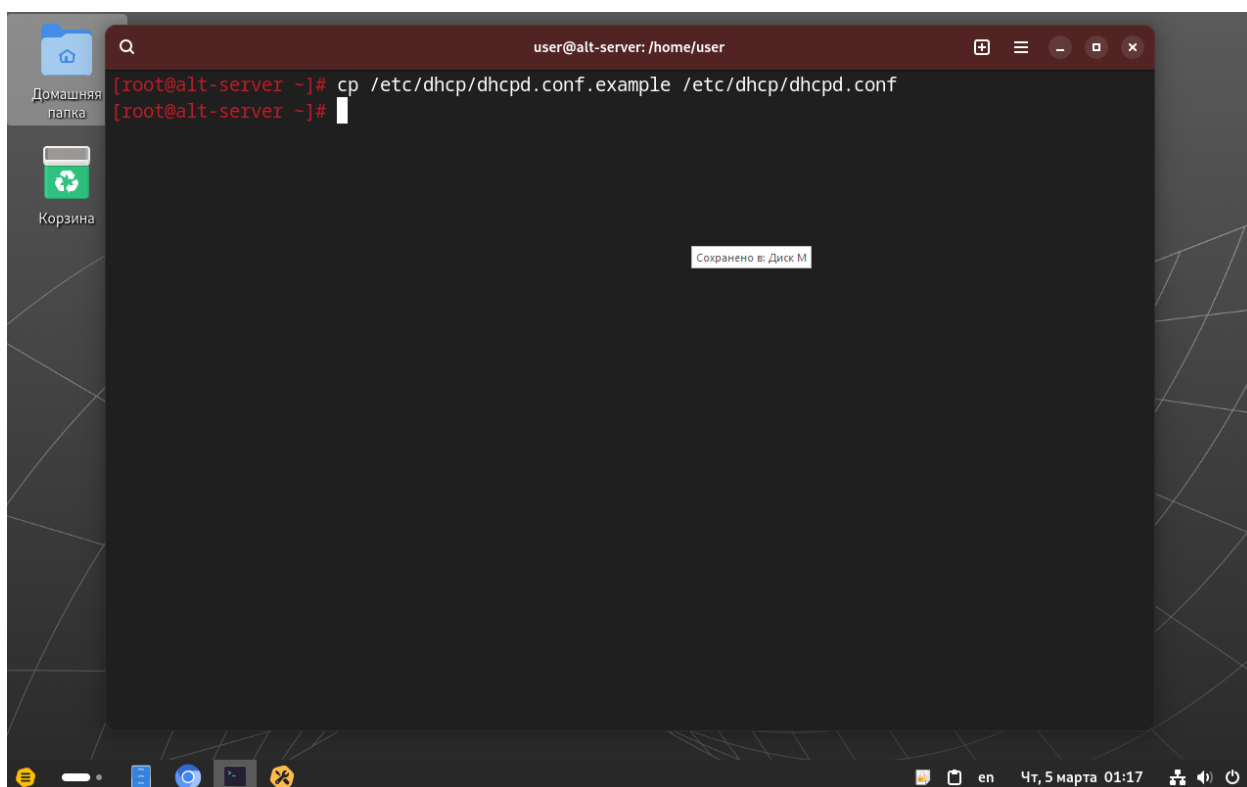 user@alt-server: /home/user
Домашняя
папка
[root@alt-server ~]# cp /etc/dhcp/dhcpd.conf.example /etc/dhcp/dhcpd.conf
[root@alt-server ~]#
Корзина
Сохранено в: Диск М
en Чт, 5 марта 01:17